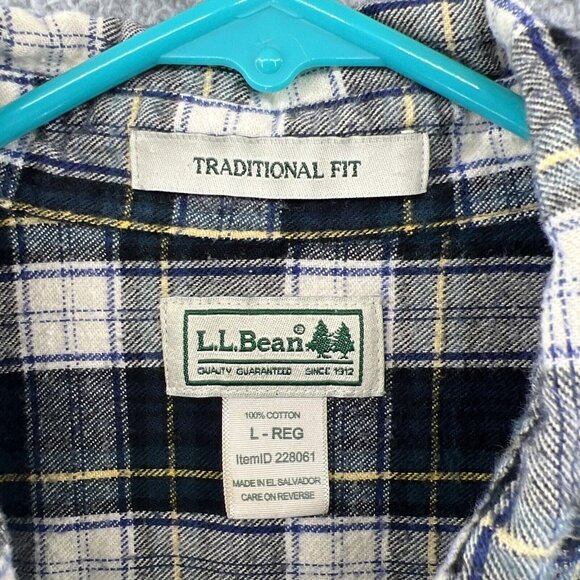 TRADITIONAL FIT
L.L.Bean®
QUALITY GUARANTEED SINCE 1912
100% COTTON
L - REG
ItemID 228061
MADE IN EL SALVADOR
CARE ON REVERSE